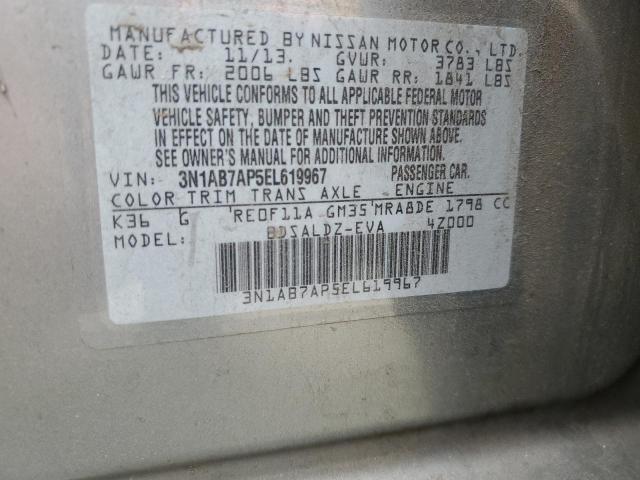 MANUFACTURED BY NISSAN MOTOR CO., LTD.
DATE: 11/13. GVWR: 3783 LBS
GAWR FR: 2006 LBS GAWR RR: 1841 LBS
THIS VEHICLE CONFORMS TO ALL APPLICABLE FEDERAL MOTOR
VEHICLE SAFETY, BUMPER AND THEFT PREVENTION STANDARDS
IN EFFECT ON THE DATE OF MANUFACTURE SHOWN ABOVE.
SEE OWNER'S MANUAL FOR ADDITIONAL INFORMATION.
VIN: 3N1AB7AP5EL619967 PASSENGER CAR.
COLOR TRIM TRANS AXLE ENGINE
K36 G RE0F11A GM35 MRA8DE 1798 CC
MODEL: BDSALDZ-EVA 4Z000
3N1AB7AP5EL619967